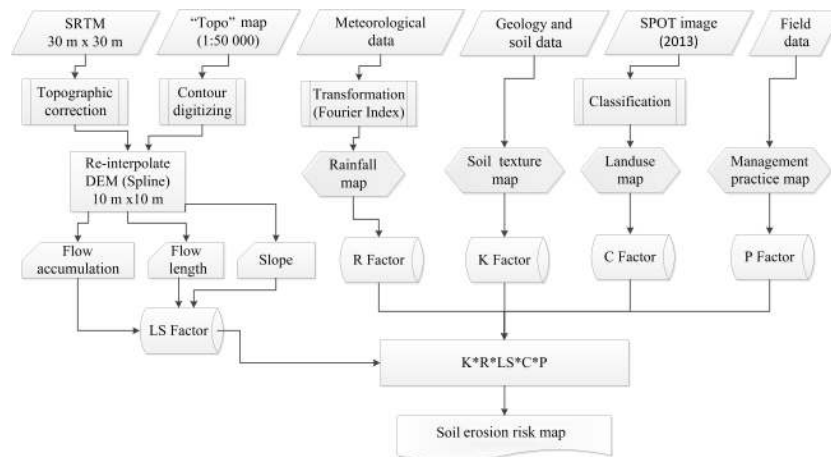 SRTM
30 m x 30 m
“Topo” map
(1:50 000)
Meteorological
data
Geology and
soil data
SPOT image
(2013)
Field
data
Topographic
correction
Contour
digitizing
Transformation
(Fourier Index)
Classification
Re-interpolate
DEM (Spline)
10 m x10 m
Rainfall
map
Soil texture
map
Landuse
map
Management
practice map
Flow
accumulation
Flow
length
Slope
R Factor
K Factor
C Factor
P Factor
LS Factor
K*R*LS*C*P
Soil erosion risk map